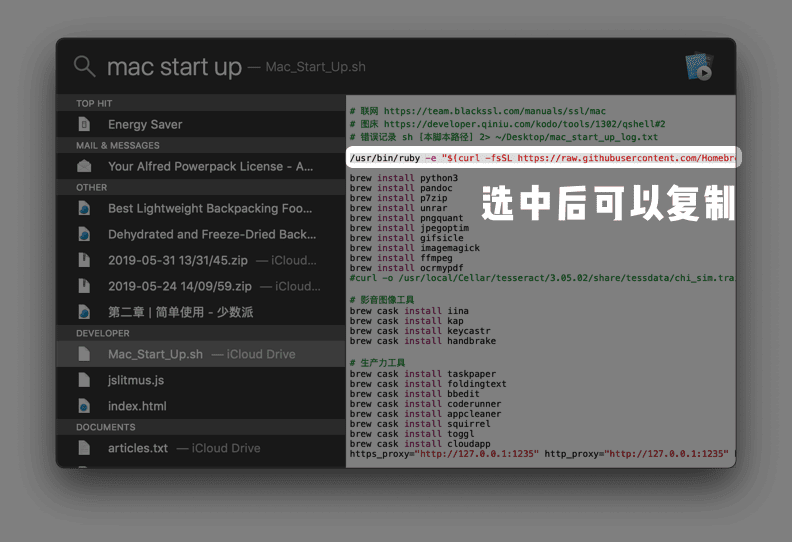 mac start up — Mac_Start_Up.sh
TOP HIT
Energy Saver
MAIL & MESSAGES
Your Alfred Powerpack License - A...
OTHER
Best Lightweight Backpacking Foo...
Dehydrated and Freeze-Dried Back...
2019-05-31 13/31/45.zip — iCloud...
2019-05-24 14/09/59.zip — iCloud...
第二章 | 简单使用 - 少数派
DEVELOPER
Mac_Start_Up.sh — iCloud Drive
jslitmus.js
index.html
DOCUMENTS
articles.txt — iCloud Drive
# 联网 https://team.blackssl.com/manuals/ssl/mac
# 图床 https://developer.qiniu.com/kodo/tools/1302/qshell#2
# 错误记录 sh [本脚本路径] 2> ~/Desktop/mac_start_up_log.txt
/usr/bin/ruby -e "$(curl -fsSL https://raw.githubusercontent.com/Homebre
选中后可以复制
brew install python3
brew install pandoc
brew install p7zip
brew install unrar
brew install pngquant
brew install jpegoptim
brew install gifsicle
brew install imagemagick
brew install ffmpeg
brew install ocrmypdf
#curl -o /usr/local/Cellar/tesseract/3.05.02/share/tessdata/chi_sim.tra
# 影音图像工具
brew cask install iina
brew cask install kap
brew cask install keycastr
brew cask install handbrake
# 生产力工具
brew cask install taskpaper
brew cask install foldingtext
brew cask install bbedit
brew cask install coderunner
brew cask install appcleaner
brew cask install squirrel
brew cask install toggl
brew cask install cloudapp
https_proxy="http://127.0.0.1:1235" http_proxy="http://127.0.0.1:1235"